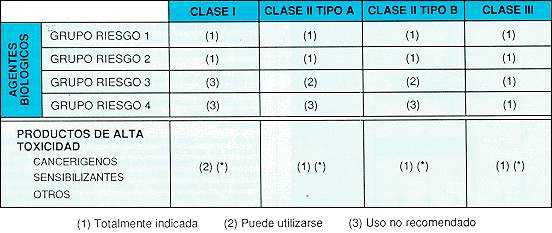 CLASE I CLASE II TIPO A CLASE II TIPO B CLASE III
AGENTES BIOLOGICOS
GRUPO RIESGO 1 (1) (1) (1) (1)
GRUPO RIESGO 2 (1) (1) (1) (1)
GRUPO RIESGO 3 (3) (2) (2) (1)
GRUPO RIESGO 4 (3) (3) (3) (1)
PRODUCTOS DE ALTA
TOXICIDAD
CANCERIGENOS (2) (*) (1) (*) (1) (*) (1) (*)
SENSIBILIZANTES
OTROS
(1) Totalmente indicada (2) Puede utilizarse (3) Uso no recomendado